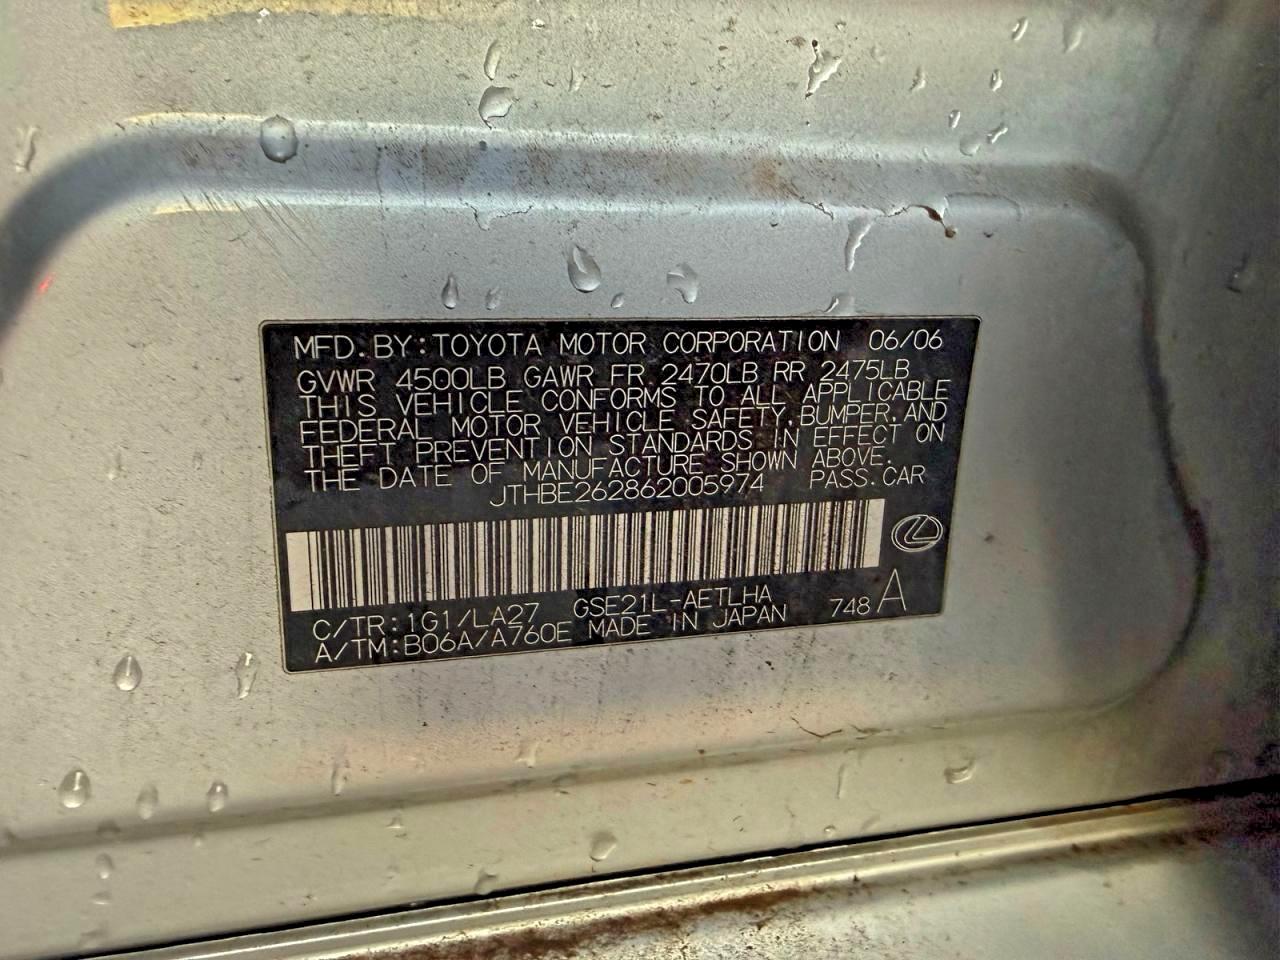 MFD. BY: TOYOTA MOTOR CORPORATION 06/06
GVWR 4500LB GAWR FR 2470LB RR 2475LB
THIS VEHICLE CONFORMS TO ALL APPLICABLE
FEDERAL MOTOR VEHICLE SAFETY, BUMPER, AND
THEFT PREVENTION STANDARDS IN EFFECT ON
THE DATE OF MANUFACTURE SHOWN ABOVE.
JTHBE262862005974 PASS. CAR
C/TR: 1G1/LA27 GSE21L-AETLHA
A/TM: B06A/A760E MADE IN JAPAN 748 A